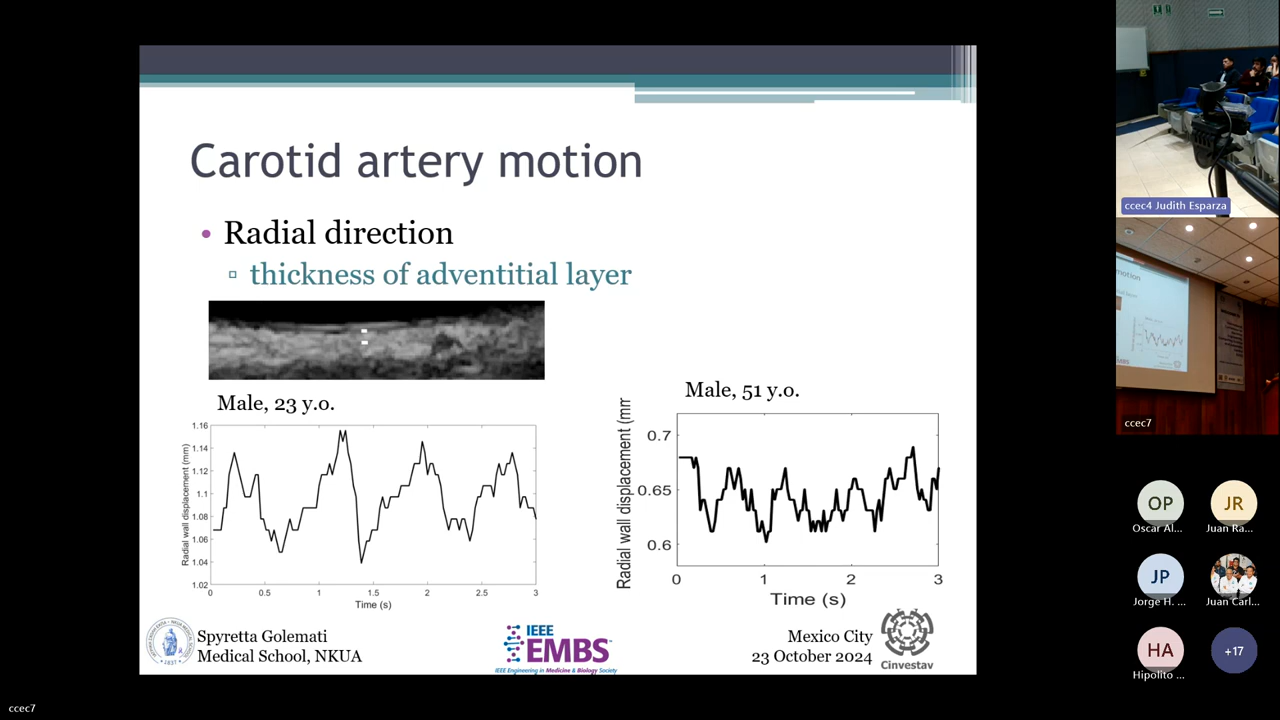 Carotid artery motion
• Radial direction
▫ thickness of adventitial layer
Male, 23 y.o.
Male, 51 y.o.
Radial wall displacement (mm)
1.16
1.14
1.12
1.1
1.08
1.06
1.04
1.02
0
0.5
1
1.5
2
2.5
3
Time (s)
Radial wall displacement (mm
0.7
0.65
0.6
0
1
2
3
Time (s)
Spyretta Golemati
Medical School, NKUA
IEEE
EMBS
IEEE Engineering in Medicine & Biology Society
Mexico City
23 October 2024
Cinvestav
1837
ccec4 Judith Esparza
motion
ccec7
OP
Oscar Al...
JR
Juan Ra...
JP
Jorge H. ...
Juan Carl...
HA
Hipolito ...
+17
ccec7